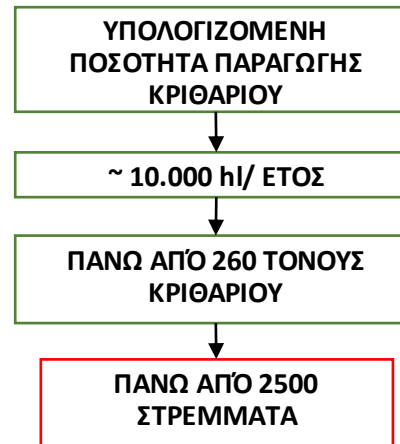 ΥΠΟΛΟΓΙΖΟΜΕΝΗ
ΠΟΣΟΤΗΤΑ ΠΑΡΑΓΩΓΗΣ
ΚΡΙΘΑΡΙΟΥ
~ 10.000 hl/ ΕΤΟΣ
ΠΑΝΩ ΑΠΌ 260 ΤΟΝΟΥΣ
ΚΡΙΘΑΡΙΟΥ
ΠΑΝΩ ΑΠΌ 2500
ΣΤΡΕΜΜΑΤΑ